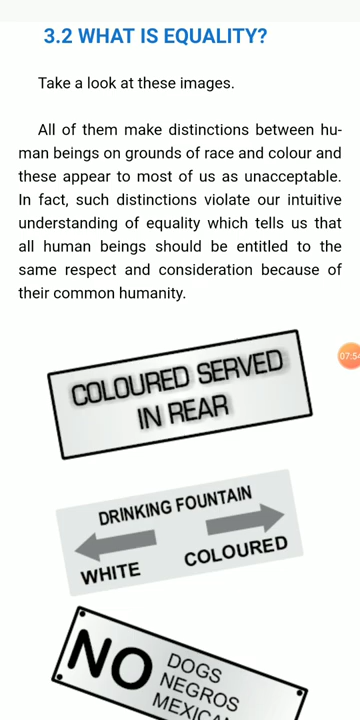 3.2 WHAT IS EQUALITY?
Take a look at these images.
All of them make distinctions between hu-
man beings on grounds of race and colour and
these appear to most of us as unacceptable.
In fact, such distinctions violate our intuitive
understanding of equality which tells us that
all human beings should be entitled to the
same respect and consideration because of
their common humanity.
07:54
COLOURED SERVED
IN REAR
DRINKING FOUNTAIN
WHITE COLOURED
NO DOGS
NEGROS